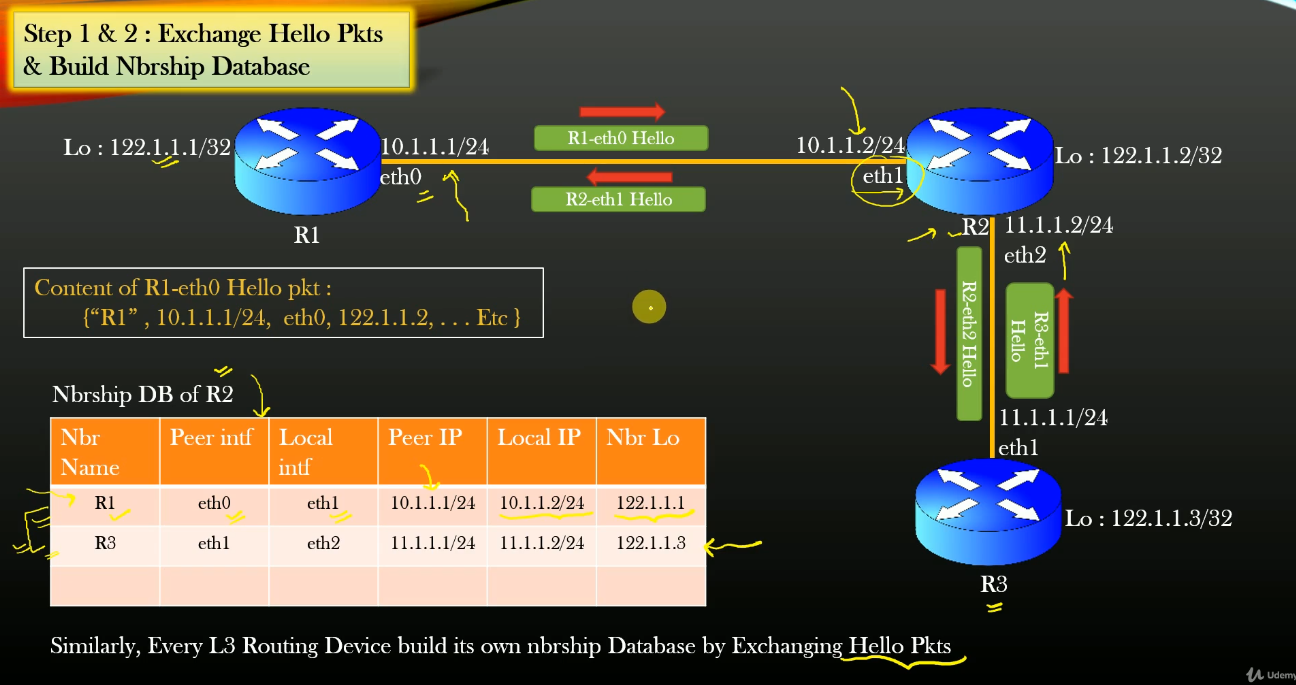 Step 1 & 2 : Exchange Hello Pkts
& Build Nbrship Database
Lo : 122.1.1.1/32
10.1.1.1/24
eth0
R1
R1-eth0 Hello
R2-eth1 Hello
10.1.1.2/24
eth1
Lo : 122.1.1.2/32
R2
11.1.1.2/24
eth2
R2-eth2 Hello
R3-eth1
Hello
11.1.1.1/24
eth1
Lo : 122.1.1.3/32
R3
Content of R1-eth0 Hello pkt :
{“R1” , 10.1.1.1/24, eth0, 122.1.1.2, . . . Etc }
Nbrship DB of R2
Nbr Name Peer intf Local intf Peer IP Local IP Nbr Lo
R1 eth0 eth1 10.1.1.1/24 10.1.1.2/24 122.1.1.1
R3 eth1 eth2 11.1.1.1/24 11.1.1.2/24 122.1.1.3
Similarly, Every L3 Routing Device build its own nbrship Database by Exchanging Hello Pkts
Udemy